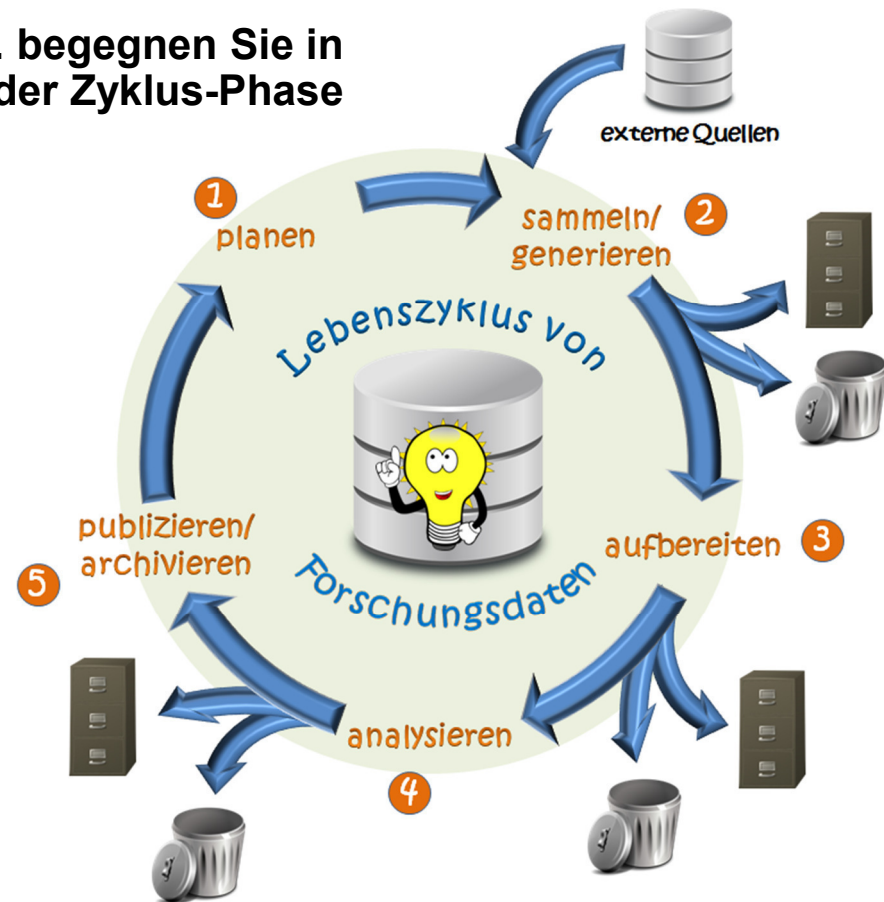 . begegnen Sie in
der Zyklus-Phase
externe Quellen
1
planen
sammeln/
generieren
2
Lebenszyklus von
Forschungsdaten
aufbereiten
3
analysieren
4
publizieren/
archivieren
5